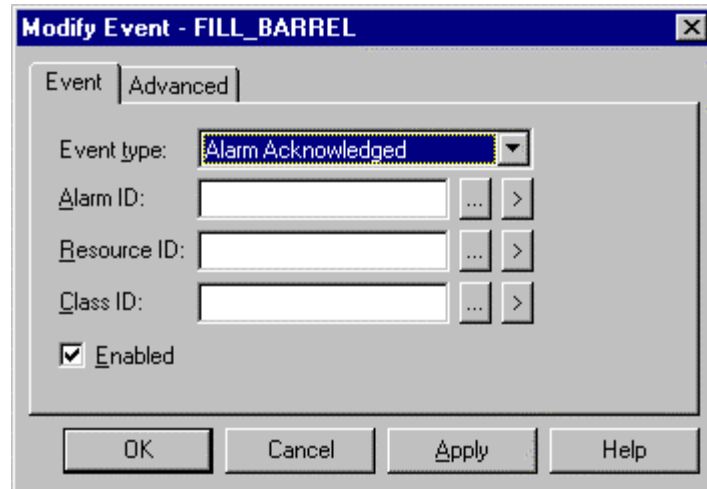 Modify Event - FILL_BARREL
Event Advanced
Event type: Alarm Acknowledged
Alarm ID: ... >
Resource ID: ... >
Class ID: ... >
Enabled
OK Cancel Apply Help